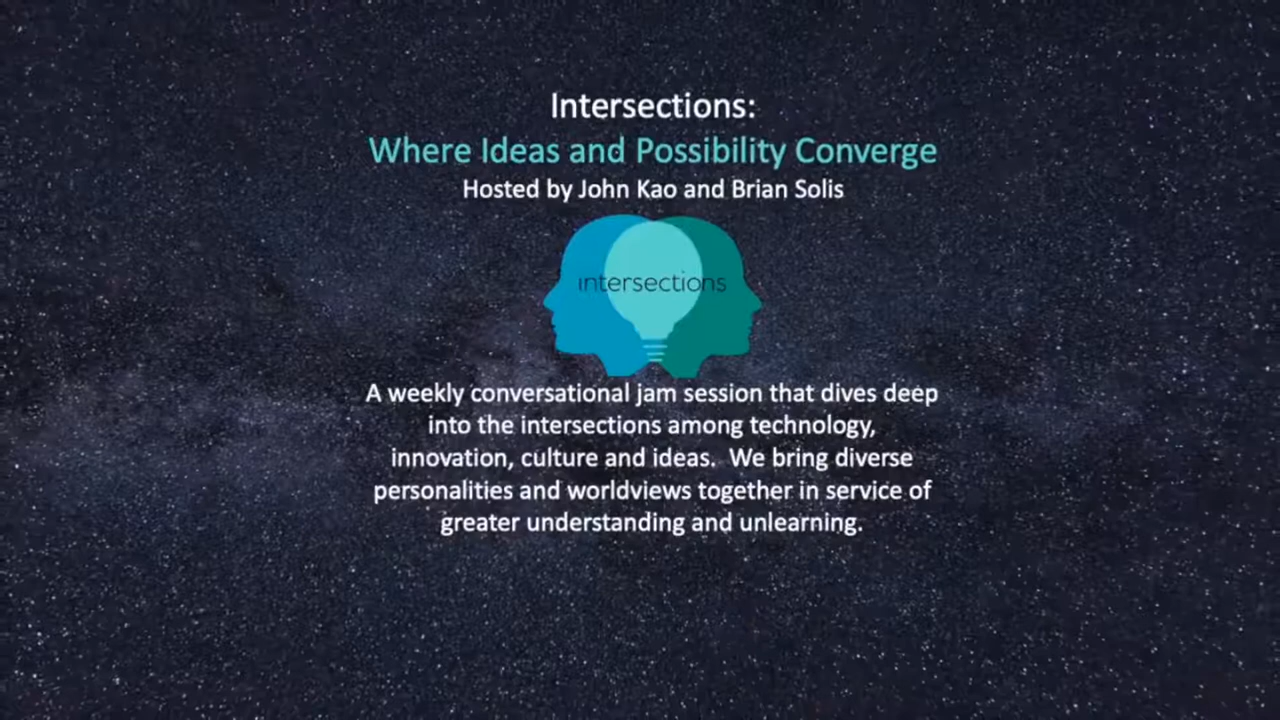 Intersections:
Where Ideas and Possibility Converge
Hosted by John Kao and Brian Solis
intersections
A weekly conversational jam session that dives deep
into the intersections among technology,
innovation, culture and ideas.  We bring diverse
personalities and worldviews together in service of
greater understanding and unlearning.